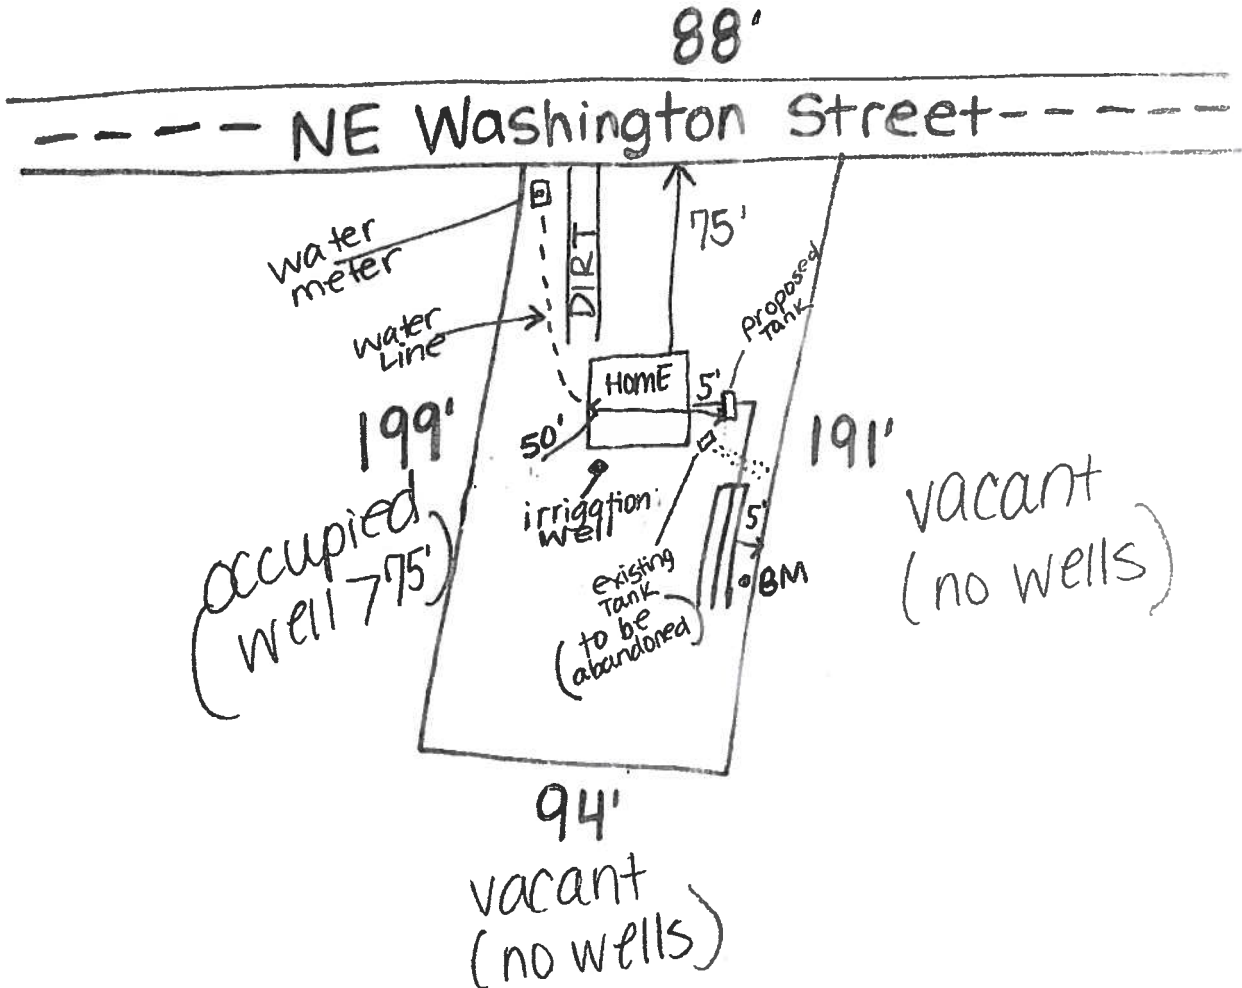 88'
NE Washington Street
water
meter
DIRT
75'
proposed
Tank
water
Line
HOME
5'
199'
50'
191'
irrigation
well
vacant
(no wells)
occupied
(well >75')
5'
BM
existing
Tank
(to be
abandoned)
94'
vacant
(no wells)